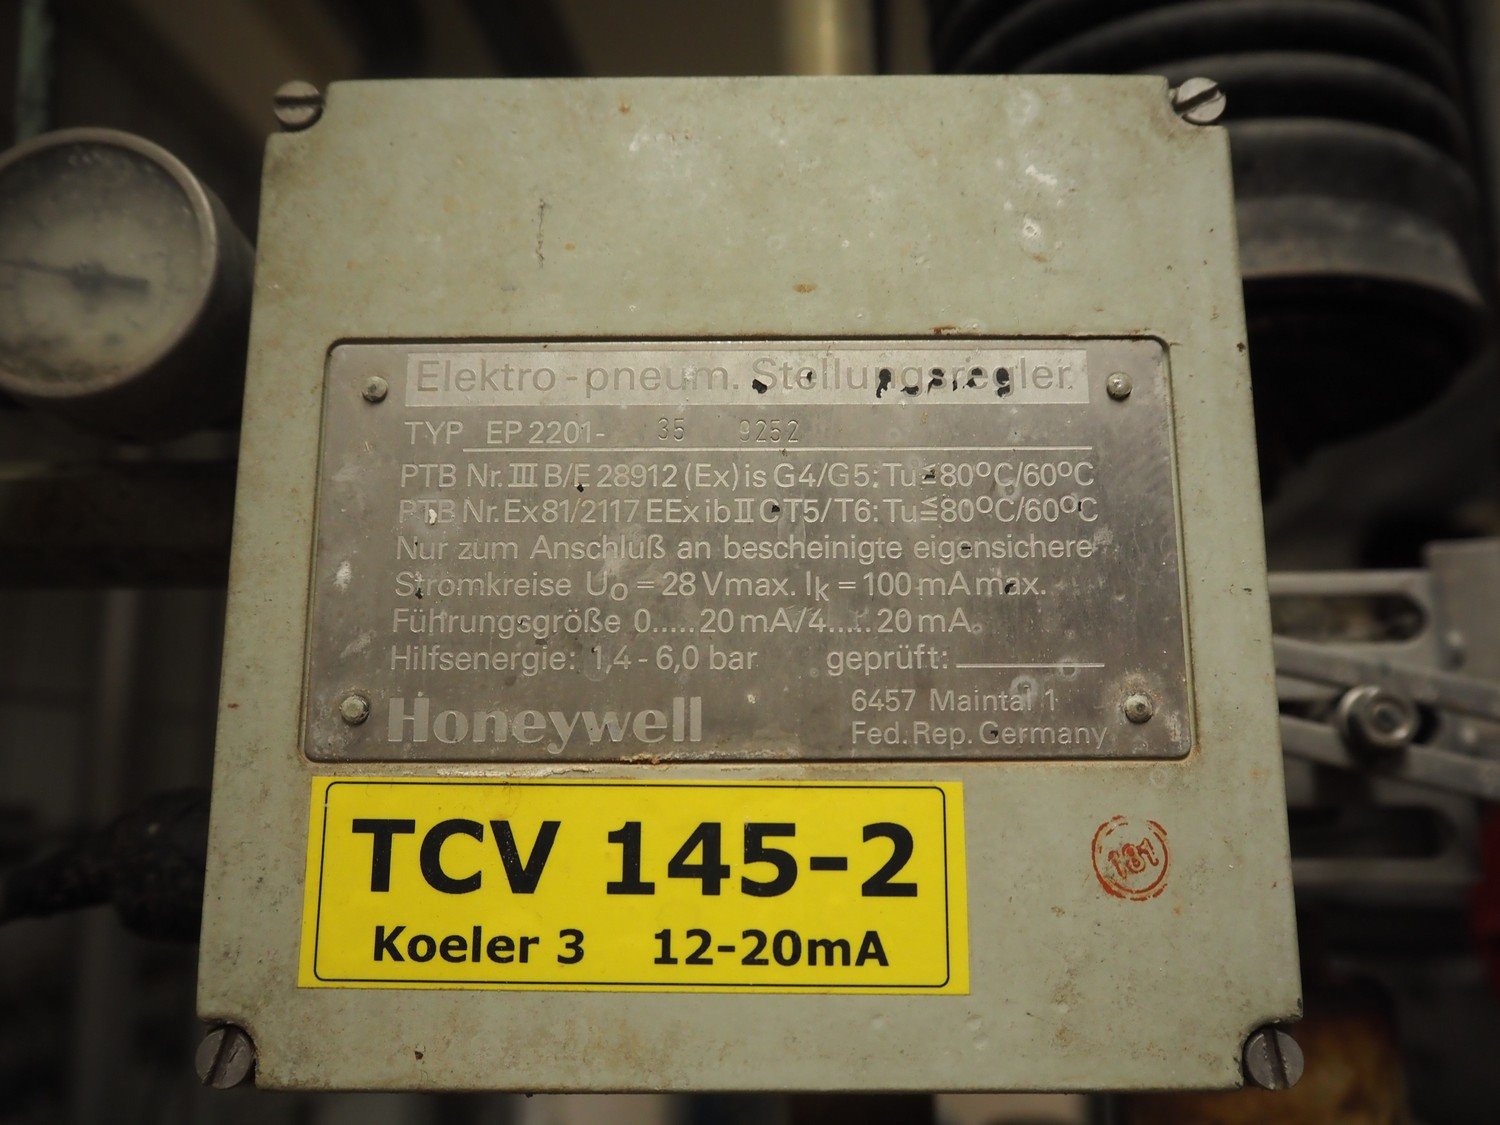 Elektro-pneum. Stellungsregler
TYP EP 2201- 35 9252
PTB Nr. III B/E 28912 (Ex) is G4/G5: Tu ≦ 80°C/60°C
PTB Nr. Ex 81/2117 EEx ib II C T5/T6: Tu ≦ 80°C/60°C
Nur zum Anschluß an bescheinigte eigensichere
Stromkreise Uo = 28 Vmax. Ik = 100 mA max.
Führungsgröße 0.....20 mA/4.....20 mA
Hilfsenergie: 1,4 - 6,0 bar geprüft:
Honeywell
6457 Maintal 1
Fed. Rep. Germany
TCV 145-2
Koeler 3 12-20mA